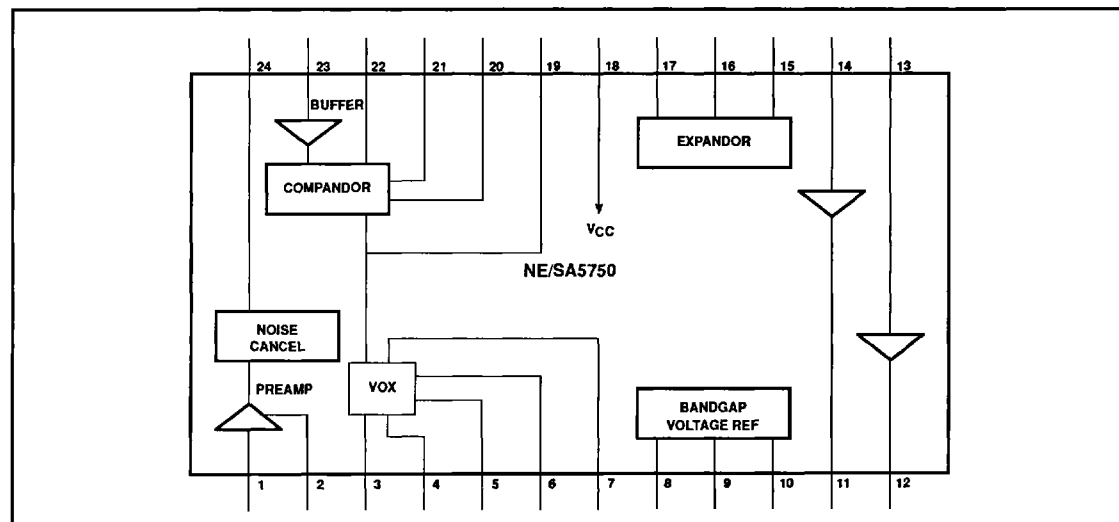 24 23 22 21 20 19 18 17 16 15 14 13
BUFFER
EXPANDOR
COMPANDOR
VCC
NE/SA5750
NOISE
CANCEL
PREAMP
VOX
BANDGAP
VOLTAGE REF
1 2 3 4 5 6 7 8 9 10 11 12